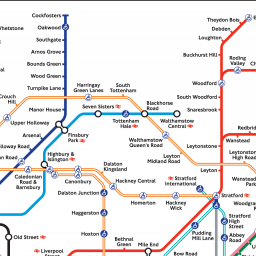 Cockfosters
Oakwood
Southgate
Arnos Grove
Bounds Green
Wood Green
Turnpike Lane
Whetstone
Crouch
Hill
Harringay
Green Lanes
South
Tottenham
Manor House
Seven Sisters
Upper Holloway
Arsenal
Holloway Road
Finsbury
Park
Tottenham
Hale
Blackhorse
Road
Walthamstow
Central
Walthamstow
Queen's Road
Leyton
Midland Road
Highbury &
Islington
Caledonian
Road &
Barnsbury
Canonbury
Dalston
Kingsland
Dalston Junction
Hackney Central
Haggerston
Homerton
Hackney
Wick
Hoxton
Old Street
Liverpool
Street
Bethnal
Green
Mile End
Pudding
Mill Lane
Stratford
International
Stratford
Stratford
High
Street
Abbey
Road
Theydon Bois
Debden
Loughton
Buckhurst Hill
Roding
Valley
Woodford
South Woodford
Snaresbrook
Redbridge
Wanstead
Leytonstone
Leytonstone
High Road
Leyton
Wanstead
Park